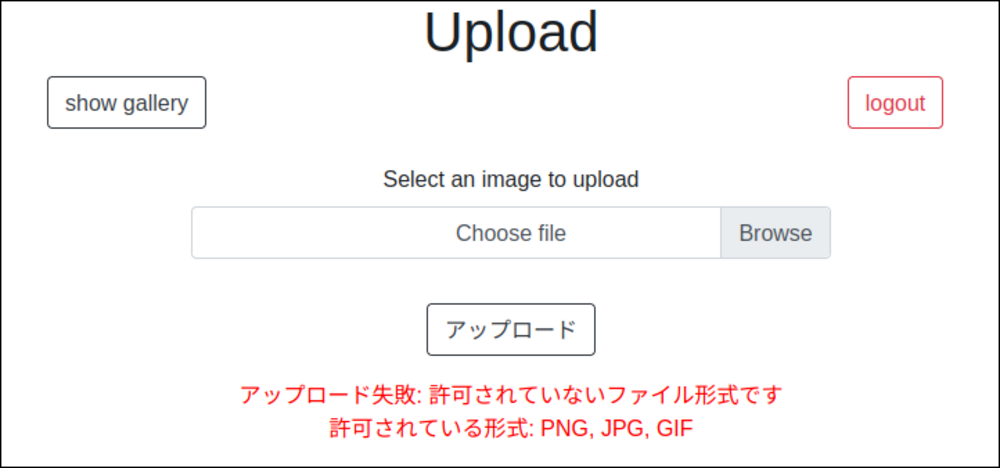 Upload
show gallery
logout
Select an image to upload
Choose file
Browse
アップロード
アップロード失敗: 許可されていないファイル形式です
許可されている形式: PNG, JPG, GIF